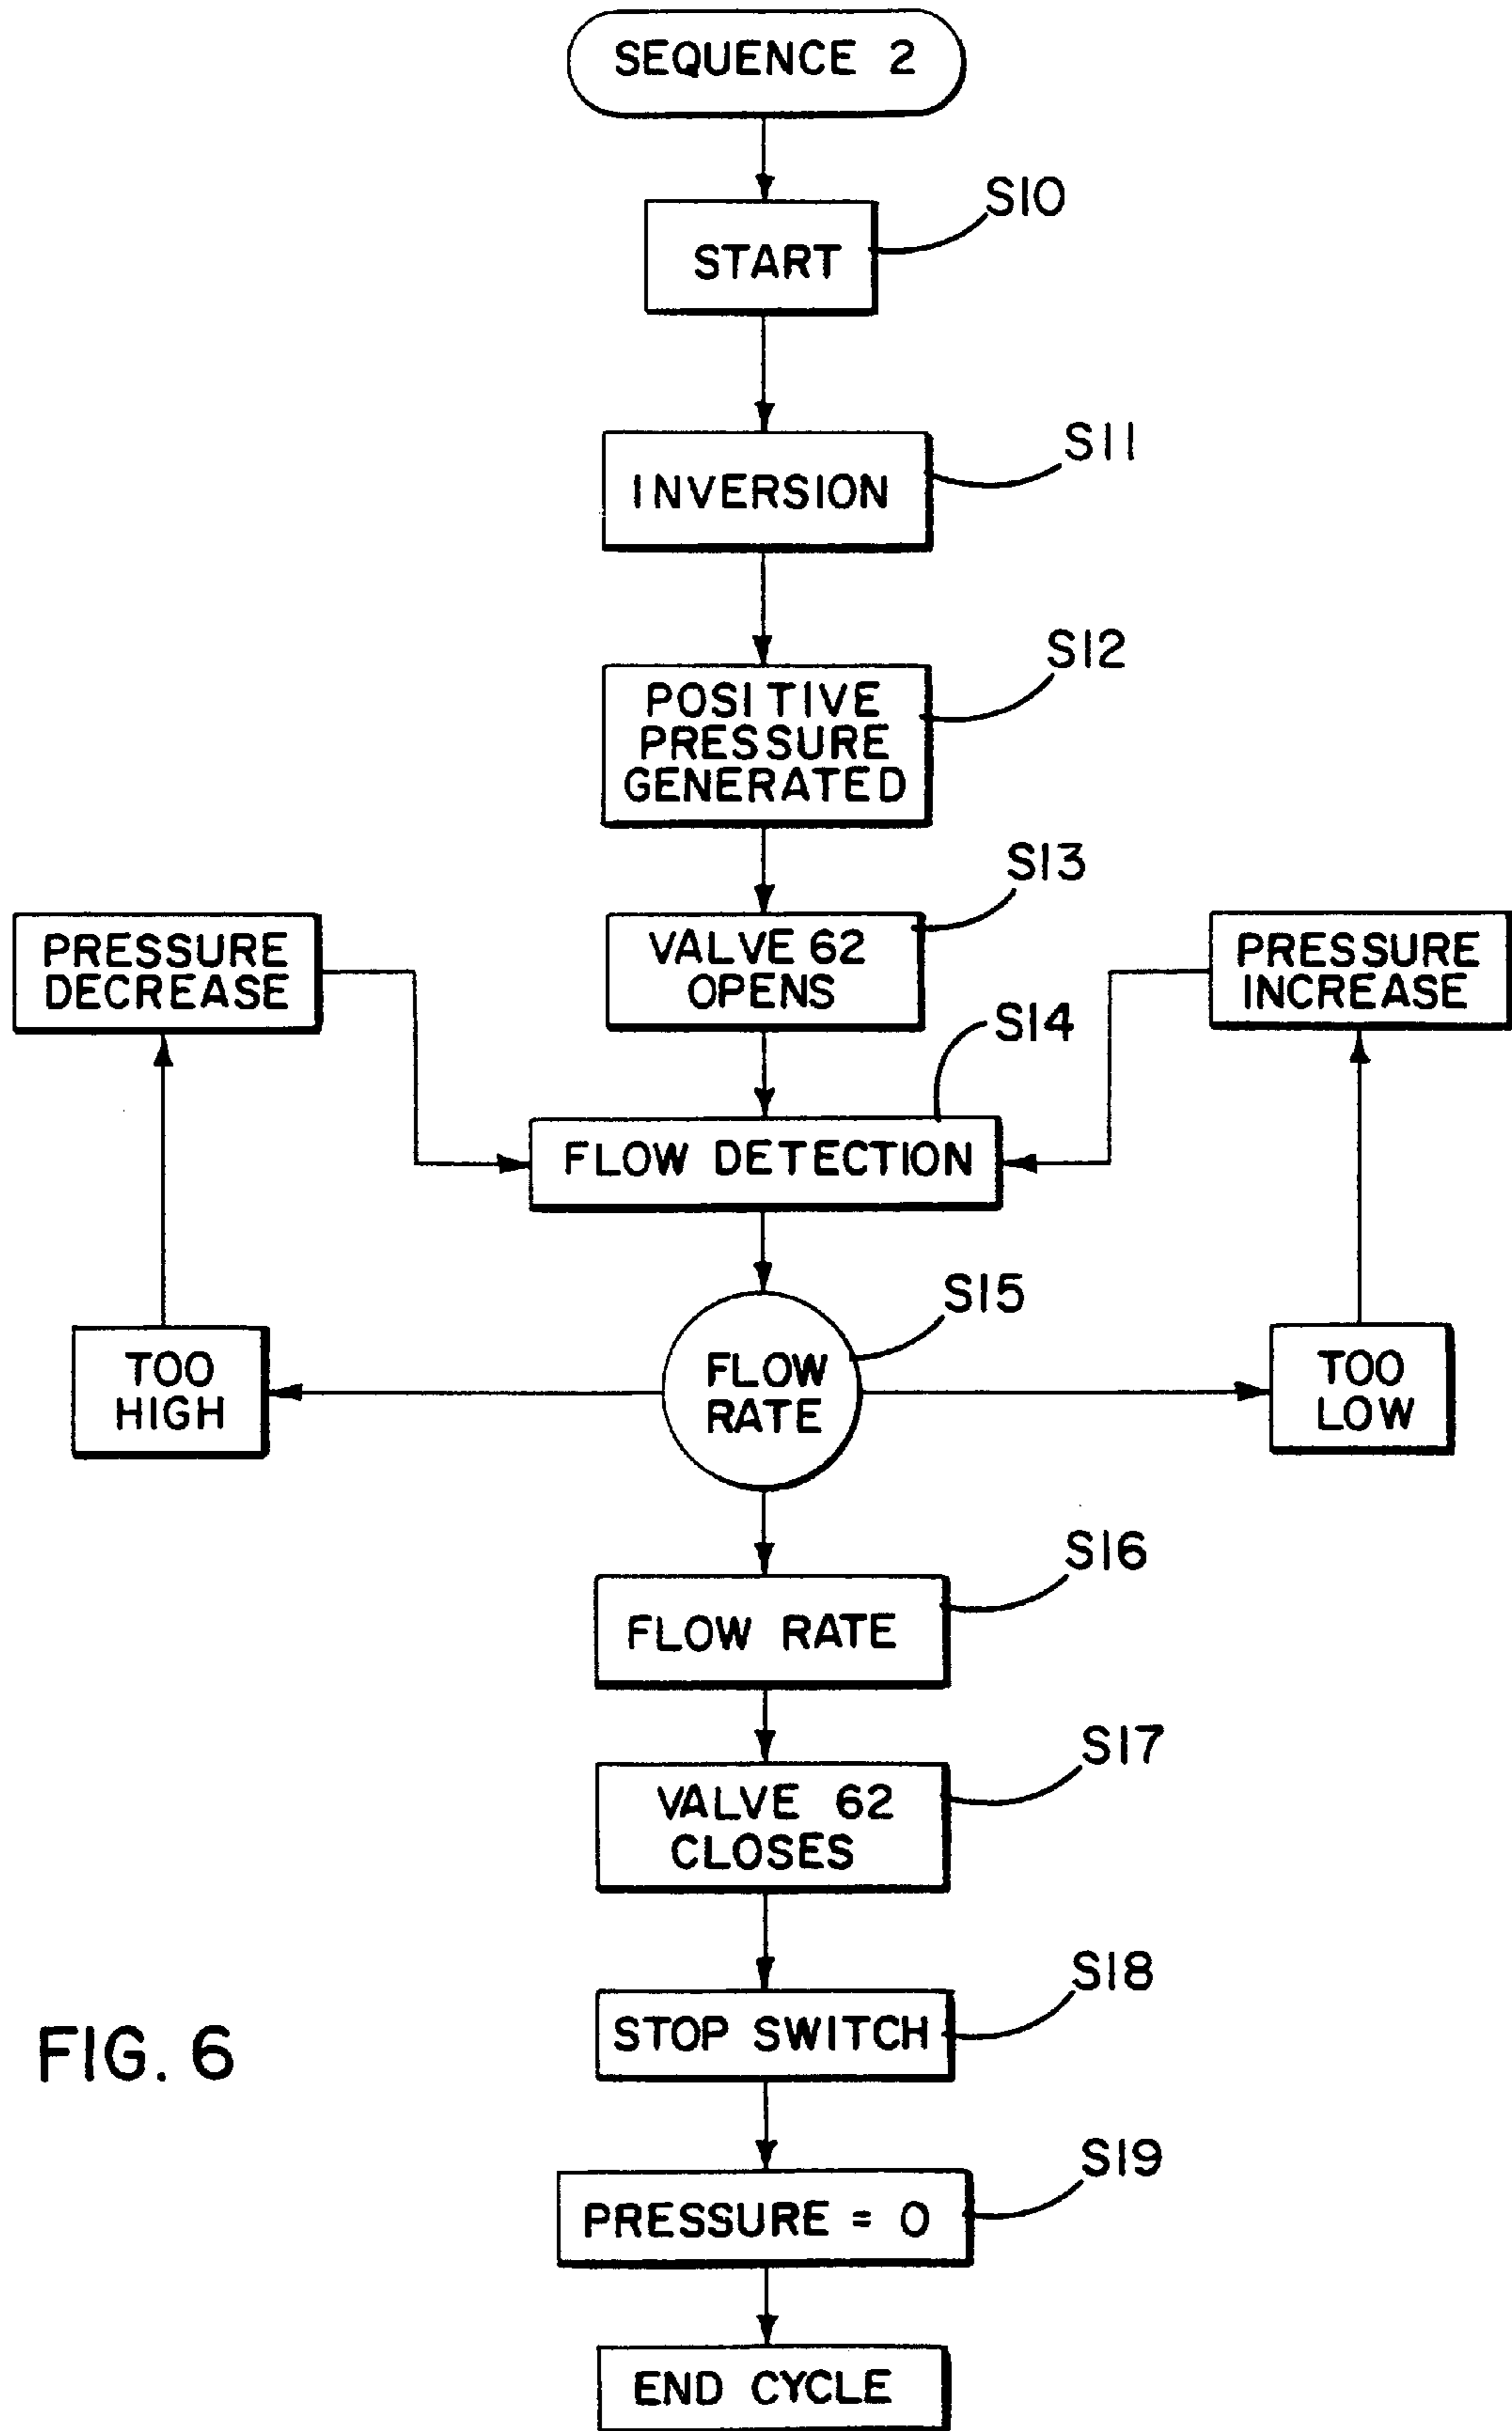 SEQUENCE 2
S10
START
S11
INVERSION
S12
POSITIVE
PRESSURE
GENERATED
S13
PRESSURE
DECREASE
VALVE 62
OPENS
PRESSURE
INCREASE
S14
FLOW DETECTION
S15
TOO
HIGH
FLOW
RATE
TOO
LOW
S16
FLOW RATE
S17
VALVE 62
CLOSES
S18
STOP SWITCH
FIG. 6
S19
PRESSURE = 0
END CYCLE